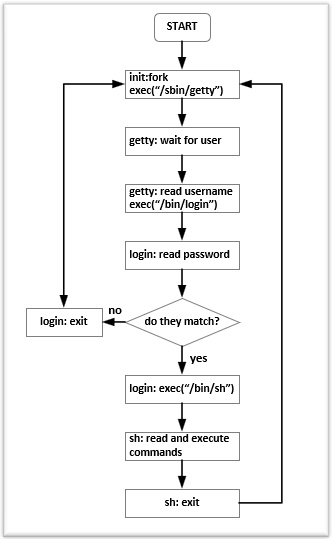 START
init:fork
exec(“/sbin/getty”)
getty: wait for user
getty: read username
exec(“/bin/login”)
login: read password
do they match?
no
login: exit
yes
login: exec(“/bin/sh”)
sh: read and execute
commands
sh: exit